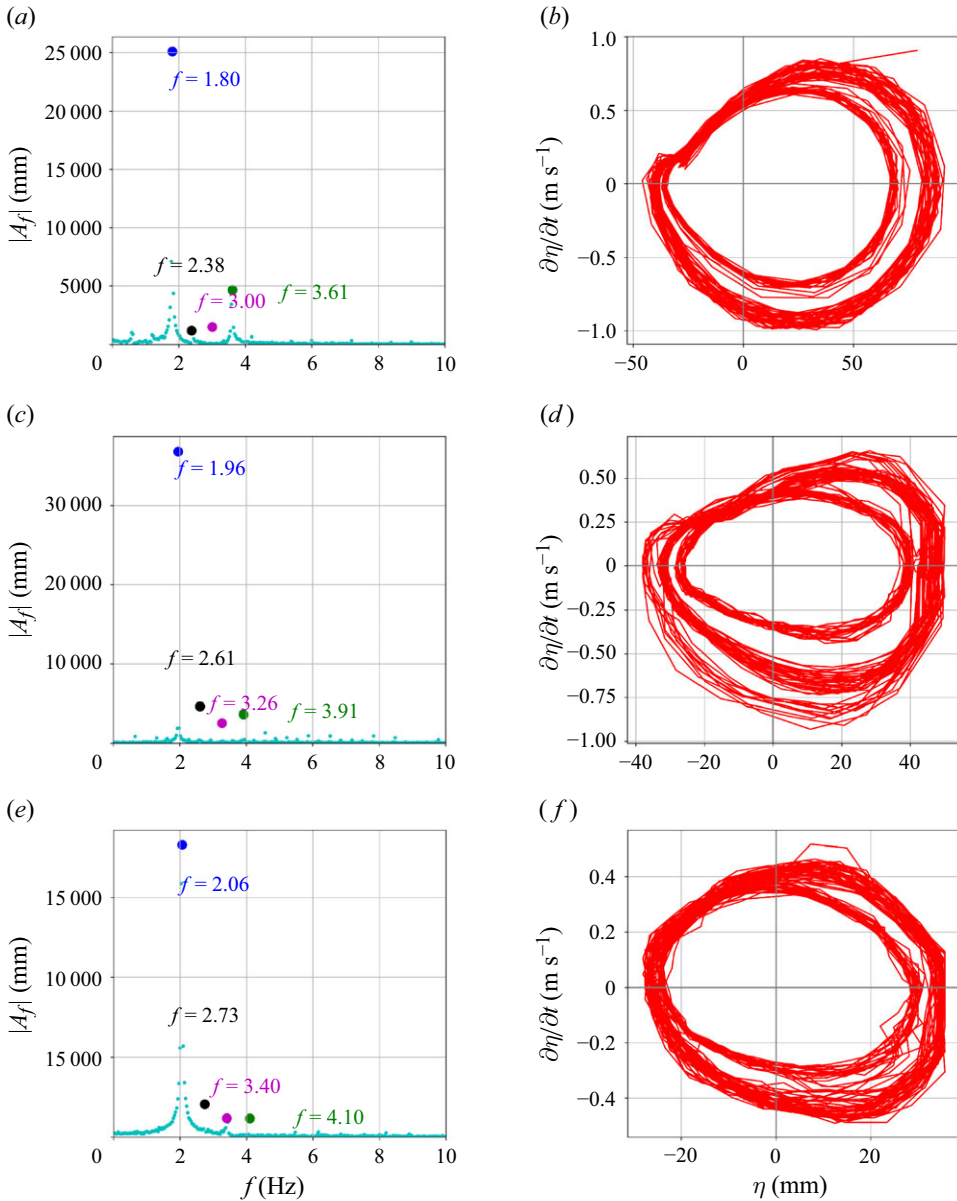 (a)
25 000
20 000
15 000
10 000
5000
0 2 4 6 8 10
|A_f| (mm)
f = 1.80
f = 2.38
f = 3.00
f = 3.61
(b)
1.0
0.5
0
−0.5
−1.0
−50 0 50
∂η/∂t (m s⁻¹)
(c)
30 000
20 000
10 000
0 2 4 6 8 10
|A_f| (mm)
f = 1.96
f = 2.61
f = 3.26
f = 3.91
(d)
0.50
0.25
0
−0.25
−0.50
−0.75
−1.00
−40 −20 0 20 40
∂η/∂t (m s⁻¹)
(e)
15 000
10 000
15 000
0 2 4 6 8 10
|A_f| (mm)
f = 2.06
f = 2.73
f = 3.40
f = 4.10
f (Hz)
(f)
0.4
0.2
0
−0.2
−0.4
−20 0 20
∂η/∂t (m s⁻¹)
η (mm)